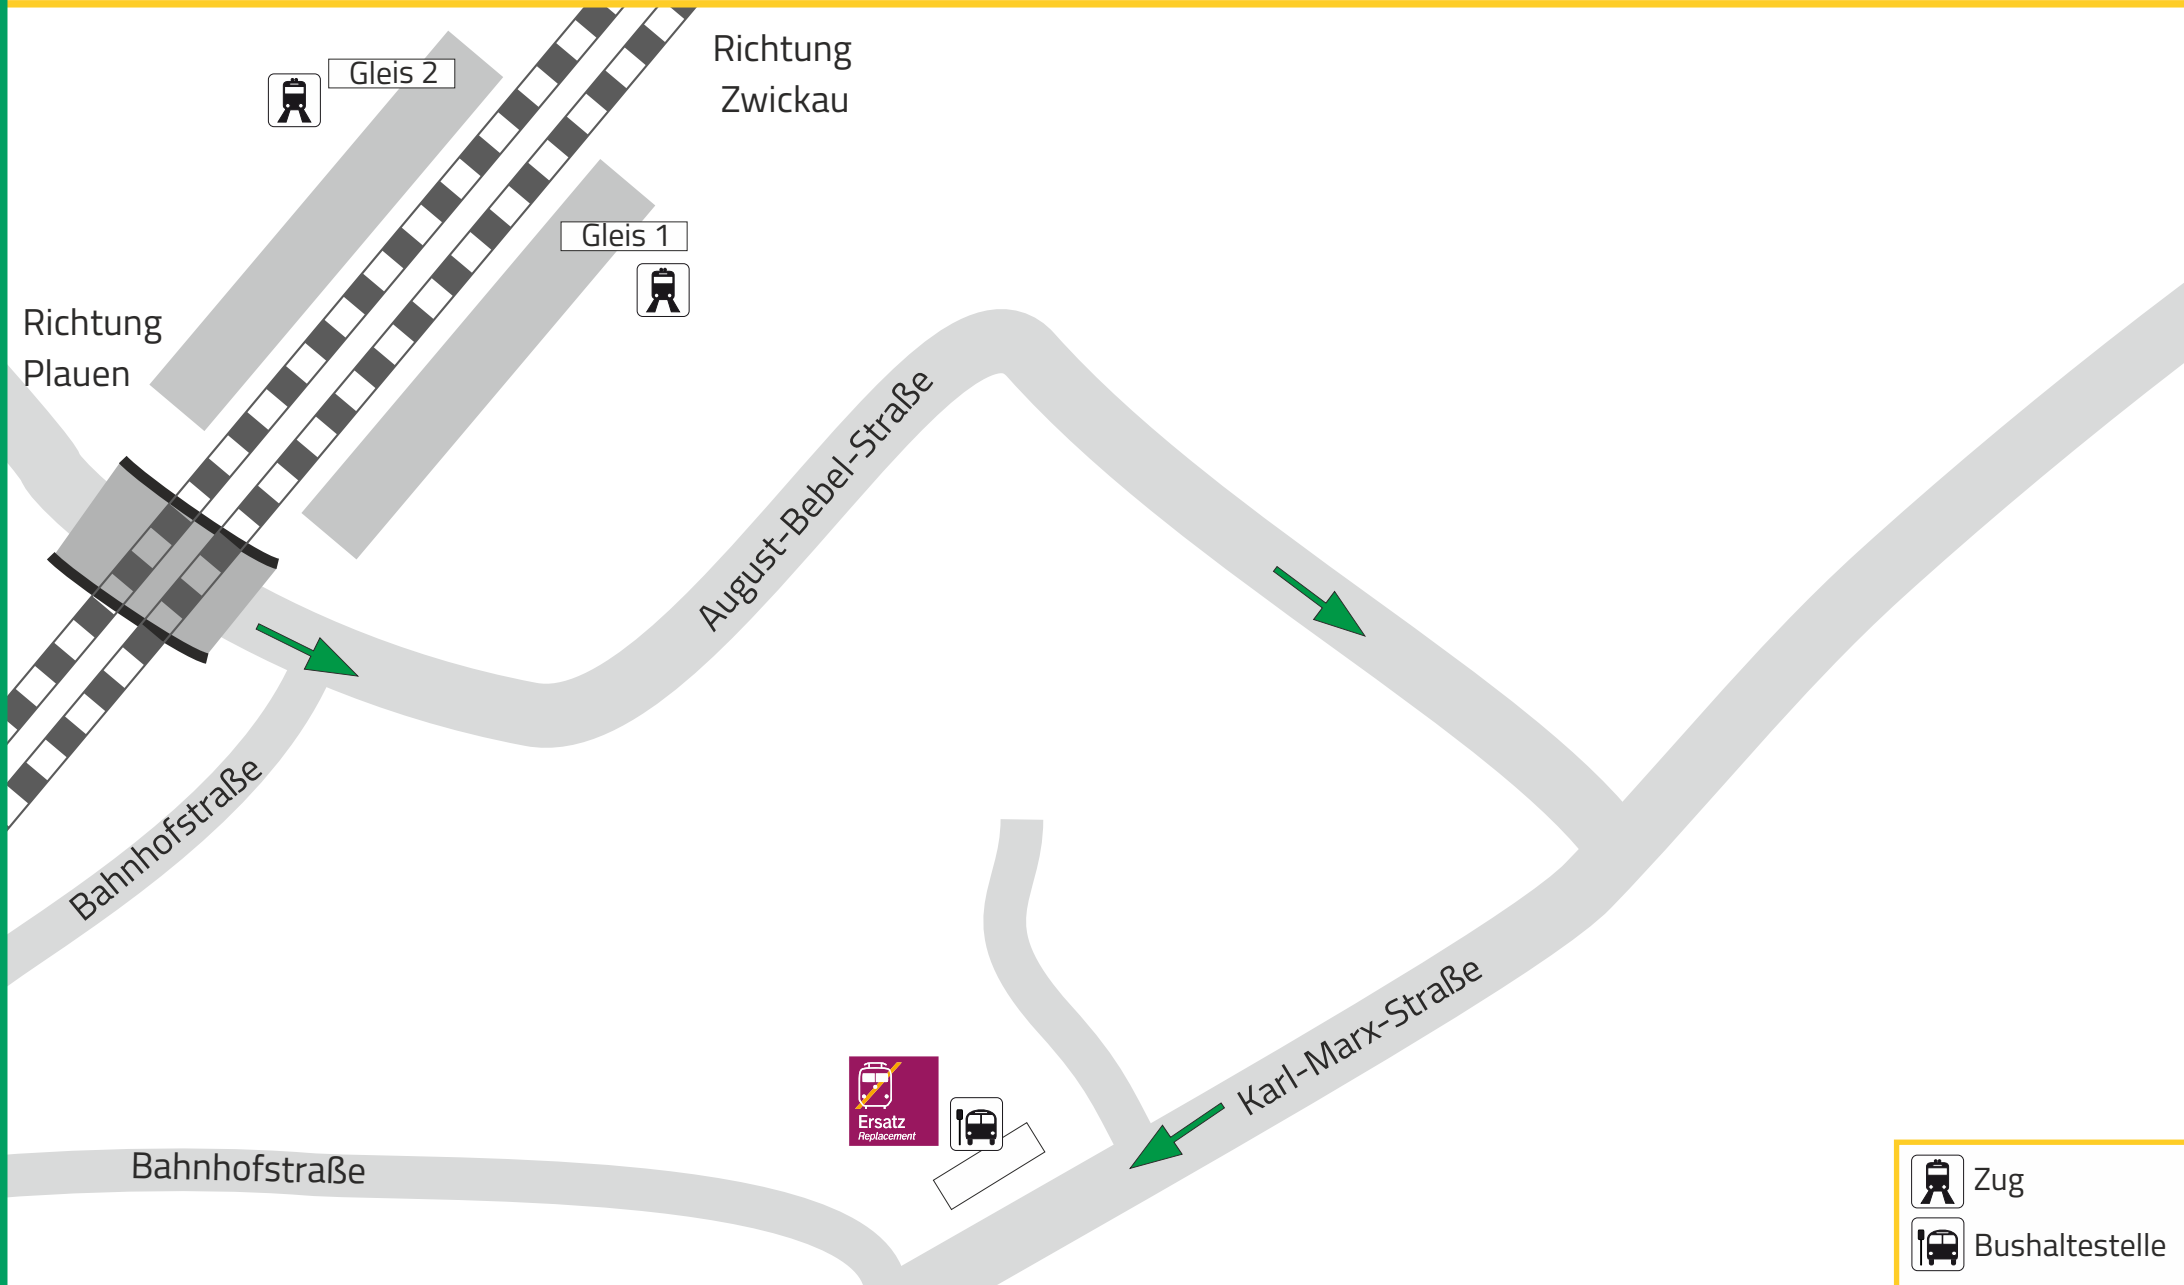 Richtung
Zwickau
Gleis 2
Gleis 1
Richtung
Plauen
August-Bebel-Straße
Bahnhofstraße
Karl-Marx-Straße
Ersatz
Replacement
Bahnhofstraße
Zug
Bushaltestelle